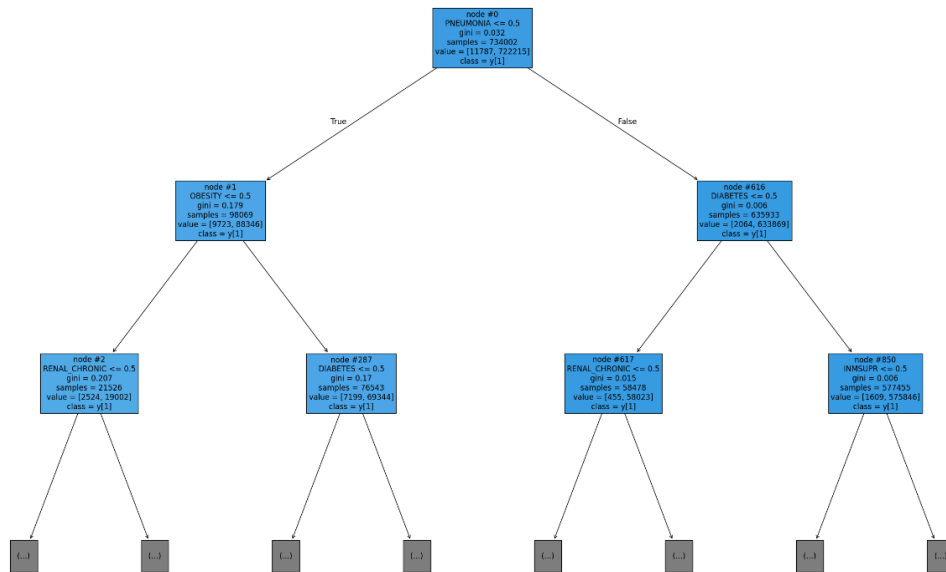 node #0
PNEUMONIA <= 0.5
gini = 0.032
samples = 734002
value = [11787, 722215]
class = y[1]
True
False
node #1
OBESITY <= 0.5
gini = 0.179
samples = 98069
value = [9723, 88346]
class = y[1]
node #616
DIABETES <= 0.5
gini = 0.006
samples = 635933
value = [2064, 633869]
class = y[1]
node #2
RENAL_CHRONIC <= 0.5
gini = 0.207
samples = 21526
value = [2524, 19002]
class = y[1]
node #287
DIABETES <= 0.5
gini = 0.17
samples = 76543
value = [7199, 69344]
class = y[1]
node #617
RENAL_CHRONIC <= 0.5
gini = 0.015
samples = 58478
value = [455, 58023]
class = y[1]
node #850
INMSUPR <= 0.5
gini = 0.006
samples = 577455
value = [1609, 575846]
class = y[1]
(...)
(...)
(...)
(...)
(...)
(...)
(...)
(...)